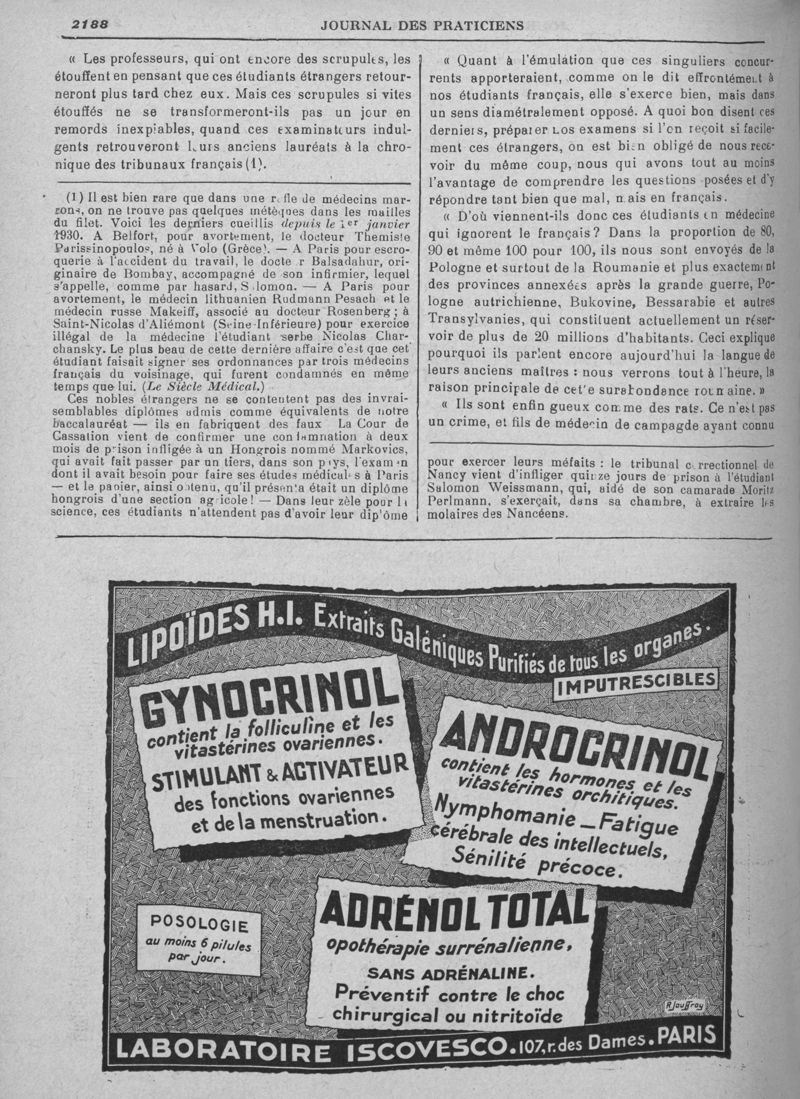 2188
JOURNAL DES PRATICIENS
« Les professeurs, qui ont encore des scrupules, les
étouffent en pensant que ces étudiants étrangers retour-
neront plus tard chez eux. Mais ces scrupules si vites
étouffés ne se transformeront-ils pas un jour en
remords inexpiables, quand ces examinateurs indul-
gents retrouveront leurs anciens lauréats à la chro-
nique des tribunaux français (1).
(1) Il est bien rare que dans une rafle de médecins mar-
rons, on ne trouve pas quelques métèques dans les mailles
du filet. Voici les derniers cueillis depuis le 1er janvier
1930. A Belfort, pour avortement, le docteur Themisto
Parissinopoulos, né à Volo (Grèce). — A Paris pour escro-
querie à l'accident du travail, le docteur Balsadahur, ori-
ginaire de Bombay, accompagné de son infirmier, lequel
s'appelle, comme par hasard, Salomon. — A Paris pour
avortement, le médecin lithuanien Rudmann Pesach et le
médecin russe Makeiff, associé au docteur Rosenberg ; à
Saint-Nicolas d'Aliémont (Seine-Inférieure) pour exercice
illégal de la médecine l'étudiant serbe Nicolas Char-
chansky. Le plus beau de cette dernière affaire c'est que cet
étudiant faisait signer ses ordonnances par trois médecins
français du voisinage, qui furent condamnés en même
temps que lui. (Le Siècle Médical.)
Ces nobles étrangers ne se contentent pas des invrai-
semblables diplômes admis comme équivalents de notre
baccalauréat — ils en fabriquent des faux La Cour de
Cassation vient de confirmer une condamnation à deux
mois de prison infligée à un Hongrois nommé Markovics,
qui avait fait passer par un tiers, dans son pays, l'examen
dont il avait besoin pour faire ses études médicales à Paris
— et le papier, ainsi obtenu, qu'il présenta était un diplôme
hongrois d'une section agricole ! — Dans leur zèle pour la
science, ces étudiants n'attendent pas d'avoir leur diplôme
« Quant à l'émulation que ces singuliers concur-
rents apporteraient, comme on le dit effrontément à
nos étudiants français, elle s'exerce bien, mais dans
un sens diamétralement opposé. A quoi bon disent ces
derniers, préparer nos examens si l'on reçoit si facile-
ment ces étrangers, on est bien obligé de nous rece-
voir du même coup, nous qui avons tout au moins
l'avantage de comprendre les questions posées et d'y
répondre tant bien que mal, mais en français.
« D'où viennent-ils donc ces étudiants en médecine
qui ignorent le français ? Dans la proportion de 80,
90 et même 100 pour 100, ils nous sont envoyés de la
Pologne et surtout de la Roumanie et plus exactement
des provinces annexées après la grande guerre, Po-
logne autrichienne, Bukovine, Bessarabie et autres
Transylvanies, qui constituent actuellement un réser-
voir de plus de 20 millions d'habitants. Ceci explique
pourquoi ils parlent encore aujourd'hui la langue de
leurs anciens maîtres : nous verrons tout à l'heure, la
raison principale de cette surabondance roumaine. »
« Ils sont enfin gueux comme des rats. Ce n'est pas
un crime, et fils de médecin de campagde ayant connu
pour exercer leurs méfaits : le tribunal correctionnel de
Nancy vient d'infliger quinze jours de prison à l'étudiant
Salomon Weissmann, qui, aidé de son camarade Moritz
Perlmann, s'exerçait, dans sa chambre, à extraire les
molaires des Nancéens.
LIPOÏDES H.I. Extraits Galéniques Purifiés de tous les organes.
IMPUTRESCIBLES
GYNOCRINOL
contient la folliculine et les
vitastérines ovariennes.
STIMULANT & ACTIVATEUR
des fonctions ovariennes
et de la menstruation.
ANDROCRINOL
contient les hormones et les
vitastérines orchitiques.
Nymphomanie _ Fatigue
cérébrale des intellectuels,
Sénilité précoce.
POSOLOGIE
au moins 6 pilules
par jour.
ADRÉNOL TOTAL
opothérapie surrénalienne,
SANS ADRÉNALINE.
Préventif contre le choc
chirurgical ou nitritoïde
R. Jouffroy
LABORATOIRE ISCOVESCO. 107, r. des Dames. PARIS